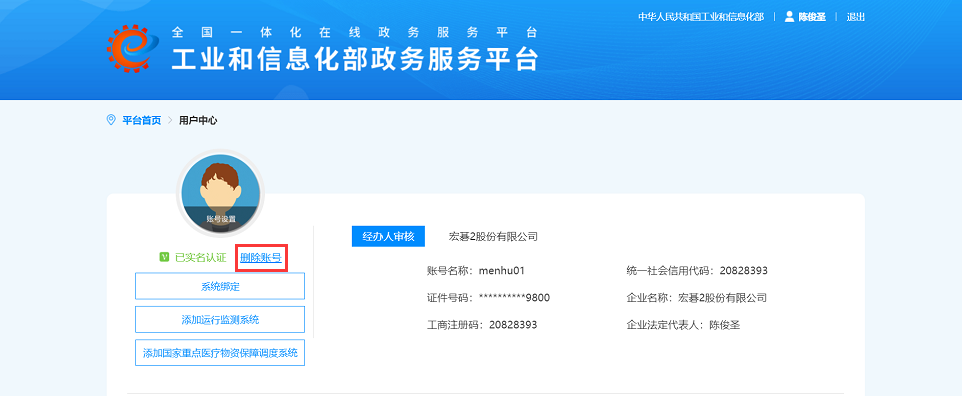 中华人民共和国工业和信息化部 | 陈俊圣 | 退出
全国一体化在线政务服务平台
工业和信息化部政务服务平台
平台首页 > 用户中心
账号设置
已实名认证 删除账号
系统绑定
添加运行监测系统
添加国家重点医疗物资保障调度系统
经办人审核 宏碁2股份有限公司
账号名称：menhu01 统一社会信用代码：20828393
证件号码：**********9800 企业名称：宏碁2股份有限公司
工商注册码：20828393 企业法定代表人：陈俊圣